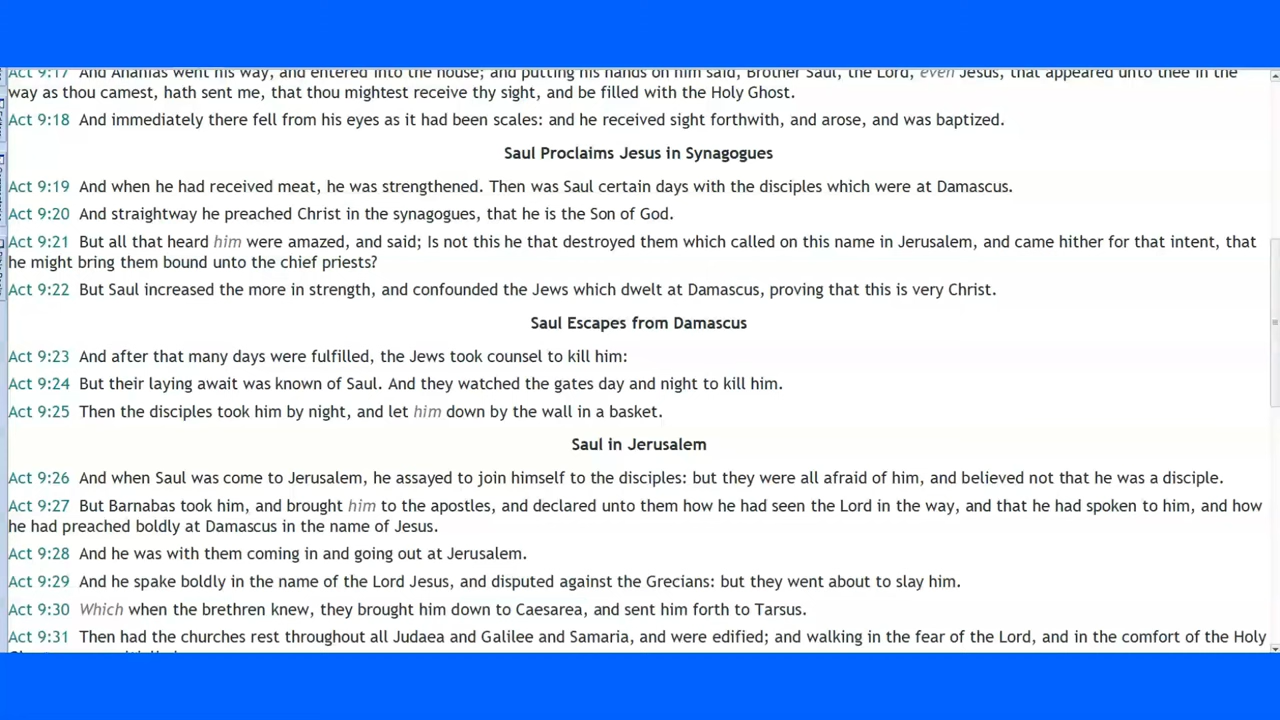 Act 9:17 And Ananias went his way, and entered into the house; and putting his hands on him said, Brother Saul, the Lord, even Jesus, that appeared unto thee in the
way as thou camest, hath sent me, that thou mightest receive thy sight, and be filled with the Holy Ghost.
Act 9:18 And immediately there fell from his eyes as it had been scales: and he received sight forthwith, and arose, and was baptized.
Saul Proclaims Jesus in Synagogues
Act 9:19 And when he had received meat, he was strengthened. Then was Saul certain days with the disciples which were at Damascus.
Act 9:20 And straightway he preached Christ in the synagogues, that he is the Son of God.
Act 9:21 But all that heard him were amazed, and said; Is not this he that destroyed them which called on this name in Jerusalem, and came hither for that intent, that
he might bring them bound unto the chief priests?
Act 9:22 But Saul increased the more in strength, and confounded the Jews which dwelt at Damascus, proving that this is very Christ.
Saul Escapes from Damascus
Act 9:23 And after that many days were fulfilled, the Jews took counsel to kill him:
Act 9:24 But their laying await was known of Saul. And they watched the gates day and night to kill him.
Act 9:25 Then the disciples took him by night, and let him down by the wall in a basket.
Saul in Jerusalem
Act 9:26 And when Saul was come to Jerusalem, he assayed to join himself to the disciples: but they were all afraid of him, and believed not that he was a disciple.
Act 9:27 But Barnabas took him, and brought him to the apostles, and declared unto them how he had seen the Lord in the way, and that he had spoken to him, and how
he had preached boldly at Damascus in the name of Jesus.
Act 9:28 And he was with them coming in and going out at Jerusalem.
Act 9:29 And he spake boldly in the name of the Lord Jesus, and disputed against the Grecians: but they went about to slay him.
Act 9:30 Which when the brethren knew, they brought him down to Caesarea, and sent him forth to Tarsus.
Act 9:31 Then had the churches rest throughout all Judaea and Galilee and Samaria, and were edified; and walking in the fear of the Lord, and in the comfort of the Holy